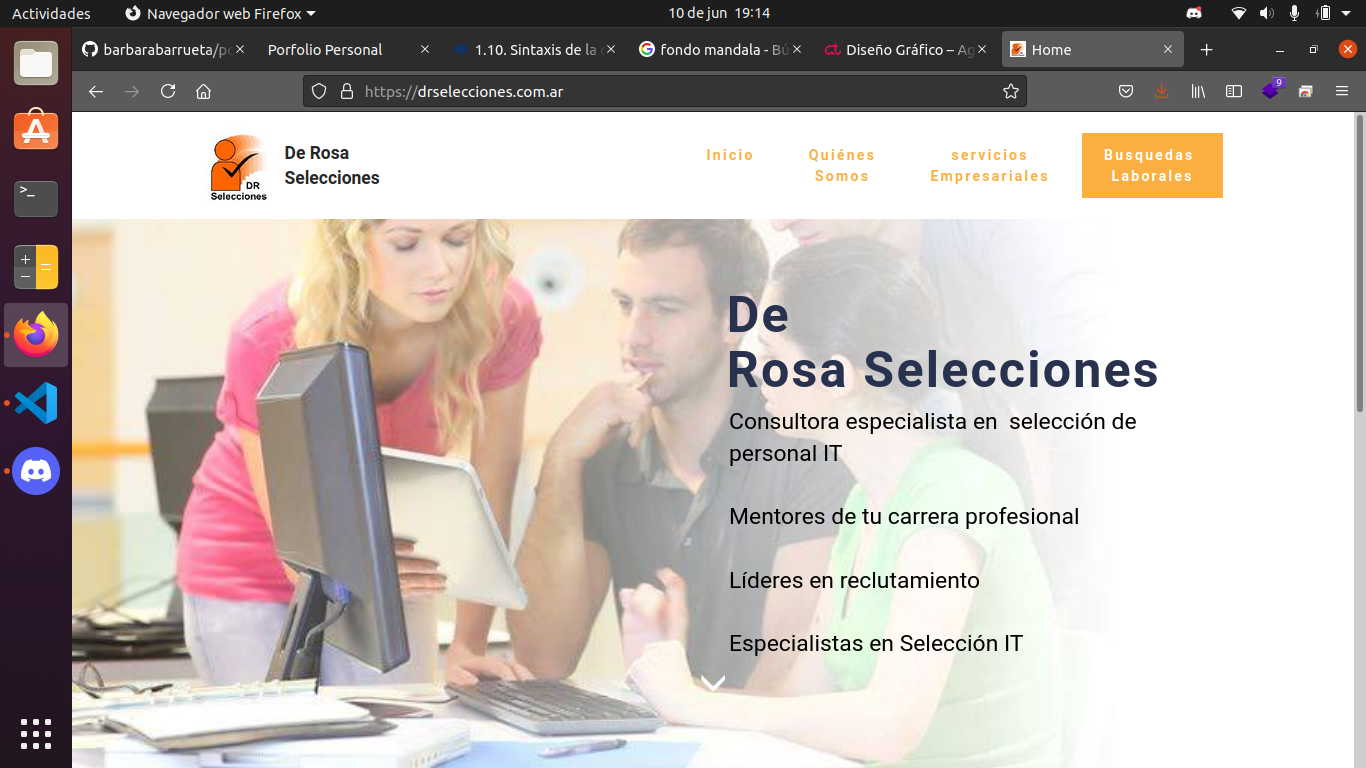 Actividades
Navegador web Firefox
10 de jun 19:14
barbarabarrueta/po
Porfolio Personal
1.10. Sintaxis de la
fondo mandala - Bú
Diseño Gráfico – Ag
Home
https://drselecciones.com.ar
9
DR
Selecciones
De Rosa
Selecciones
Inicio
Quiénes
Somos
servicios
Empresariales
Busquedas
Laborales
De
Rosa Selecciones
Consultora especialista en selección de
personal IT
Mentores de tu carrera profesional
Líderes en reclutamiento
Especialistas en Selección IT